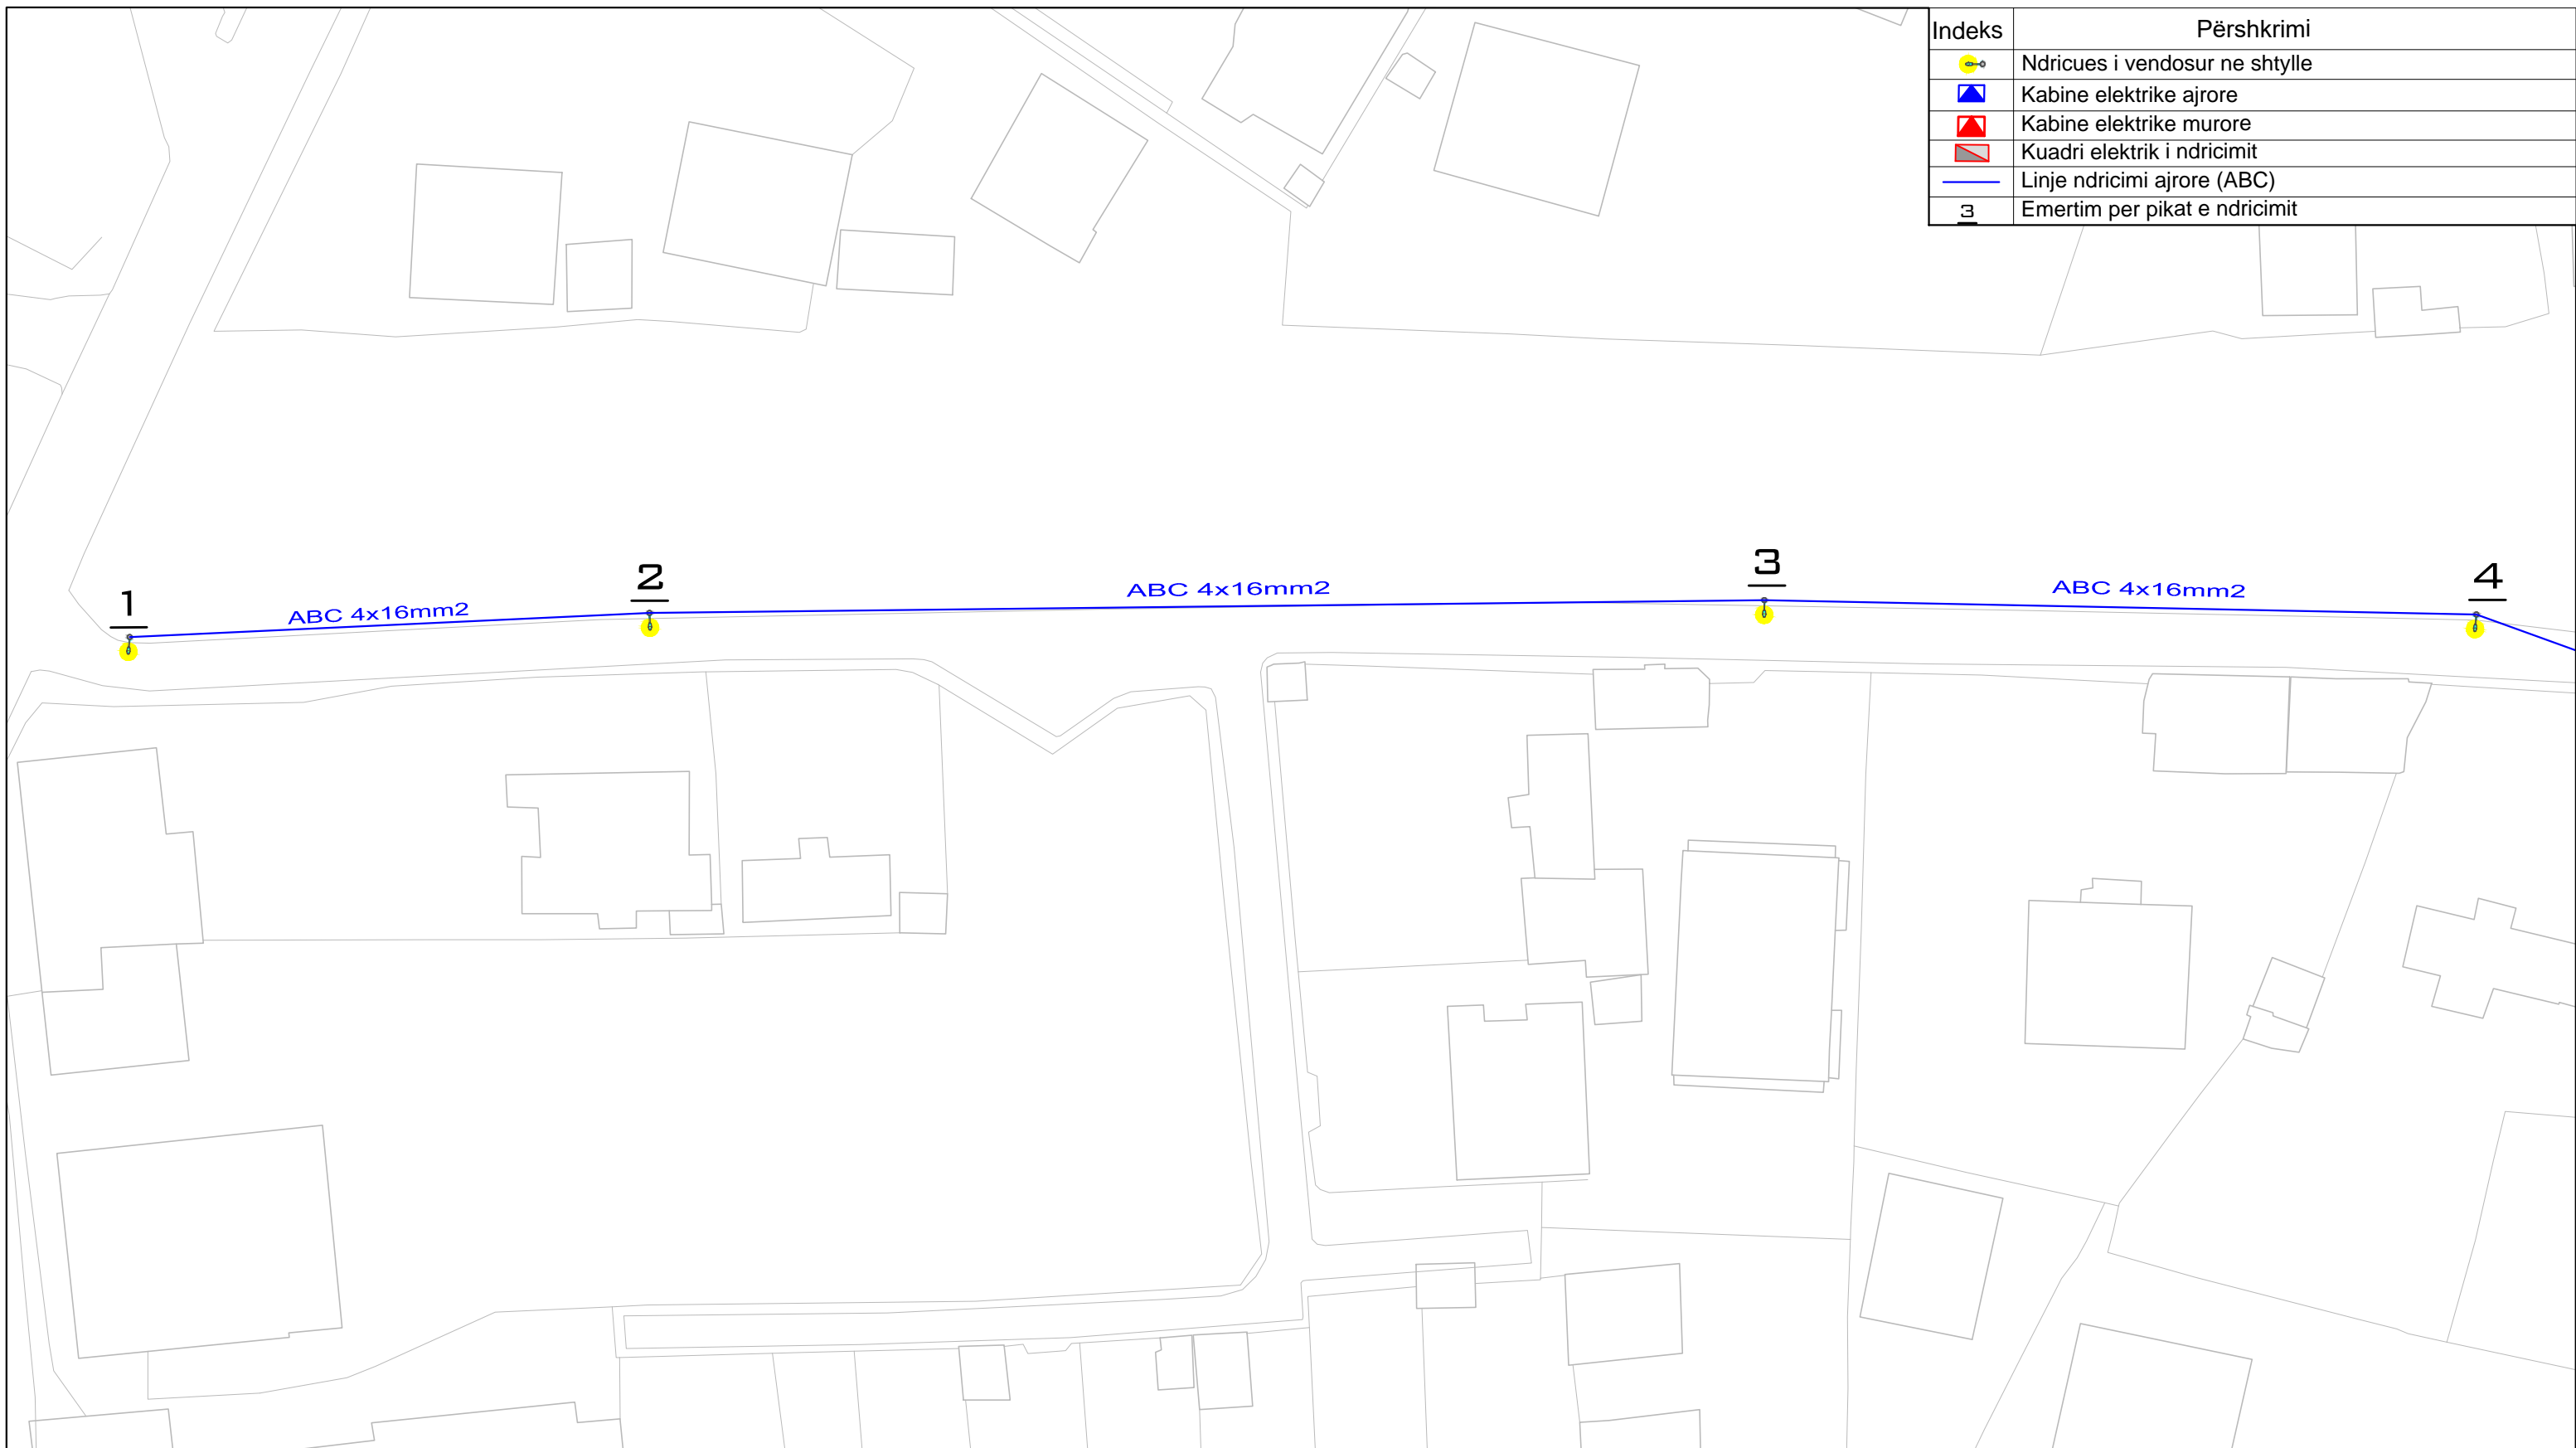 Indeks Përshkrimi
Ndricues i vendosur ne shtylle
Kabine elektrike ajrore
Kabine elektrike murore
Kuadri elektrik i ndricimit
Linje ndricimi ajrore (ABC)
3 Emertim per pikat e ndricimit
1
ABC 4x16mm2
2
ABC 4x16mm2
3
ABC 4x16mm2
4